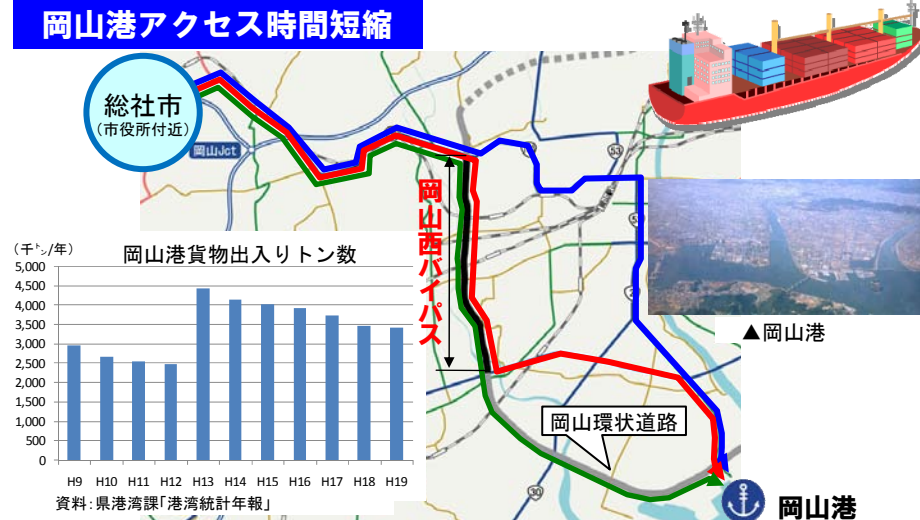 岡山港アクセス時間短縮
総社市
(市役所付近)
岡山Jct
53
岡山西バイパス
▲岡山港
(千㌧/年)
岡山港貨物出入りトン数
5,000
4,500
4,000
3,500
3,000
2,500
2,000
1,500
1,000
500
0
H9 H10 H11 H12 H13 H14 H15 H16 H17 H18 H19
資料:県港湾課「港湾統計年報」
岡山環状道路
30
岡山港